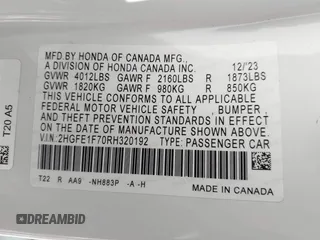 MFD BY HONDA OF CANADA MFG.,
A DIVISION OF HONDA CANADA INC. 12/'23
GVWR 4012LBS GAWR F 2160LBS R 1873LBS
GVWR 1820KG GAWR F 980KG R 850KG
THIS VEHICLE CONFORMS TO ALL APPLICABLE
FEDERAL MOTOR VEHICLE SAFETY, BUMPER,
AND THEFT PREVENTION STANDARDS IN EFFECT
ON THE DATE OF MANUFACTURE SHOWN ABOVE.
VIN:2HGFE1F70RH320192 TYPE:PASSENGER CAR
T22 R AA9 -NH883P -A -H
MADE IN CANADA
T20 A5
DREAMBID